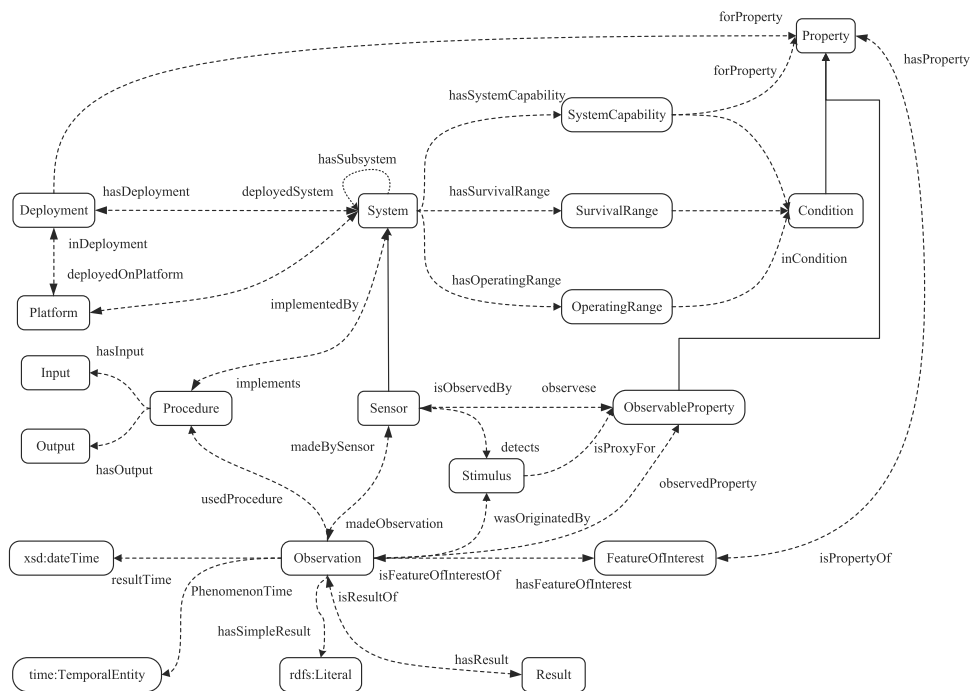 forProperty
Property
hasProperty
forProperty
hasSystemCapability
SystemCapability
hasSubsystem
hasDeployment
deployedSystem
hasSurvivalRange
Deployment
System
SurvivalRange
Condition
inDeployment
inCondition
deployedOnPlatform
hasOperatingRange
Platform
implementedBy
OperatingRange
hasInput
Input
implements
isObservedBy
observese
Procedure
Sensor
ObservableProperty
Output
hasOutput
madeBySensor
detects
isProxyFor
Stimulus
observedProperty
usedProcedure
madeObservation
wasOriginatedBy
xsd:dateTime
Observation
FeatureOfInterest
resultTime
isFeatureOfInterestOf
hasFeatureOfInterest
isPropertyOf
PhenomenonTime
isResultOf
hasSimpleResult
hasResult
time:TemporalEntity
rdfs:Literal
Result